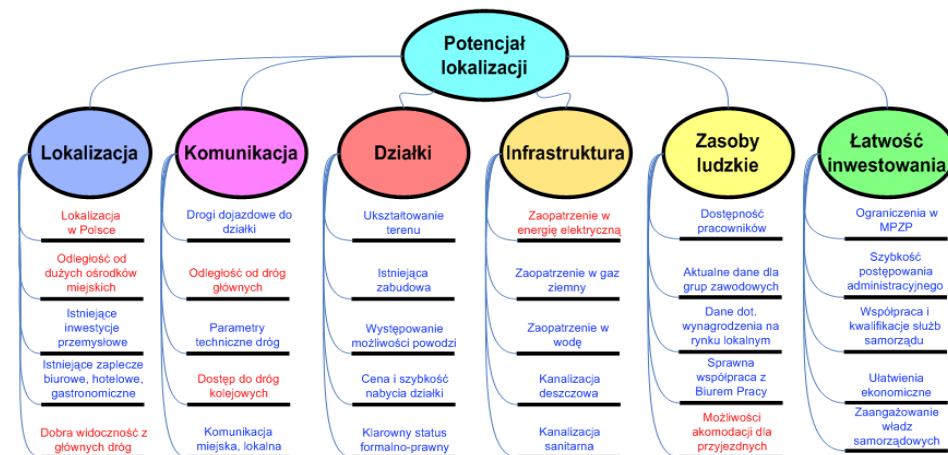 Potencjał
lokalizacji
Lokalizacja
Komunikacja
Działki
Infrastruktura
Zasoby
ludzkie
Łatwość
inwestowania
Lokalizacja
w Polsce
Odległość od
dużych ośrodków
miejskich
Istniejące
inwestycje
przemysłowe
Istniejące zaplecze
biurowe, hotelowe,
gastronomiczne
Dobra widoczność z
głównych dróg
Drogi dojazdowe do
działki
Odległość od dróg
głównych
Parametry
techniczne dróg
Dostęp do dróg
kolejowych
Komunikacja
miejska, lokalna
Ukształtowanie
terenu
Istniejąca
zabudowa
Występowanie
możliwości powodzi
Cena i szybkość
nabycia działki
Klarowny status
formalno-prawny
Zaopatrzenie w
energię elektryczną
Zaopatrzenie w gaz
ziemny
Zaopatrzenie w
wodę
Kanalizacja
deszczowa
Kanalizacja
sanitarna
Dostępność
pracowników
Aktualne dane dla
grup zawodowych
Dane dot.
wynagrodzenia na
rynku lokalnym
Sprawna
współpraca z
Biurem Pracy
Możliwości
akomodacji dla
przyjezdnych
Ograniczenia w
MPZP
Szybkość
postępowania
administracyjnego
Współpraca i
kwalifikacje służb
samorządu
Ułatwienia
ekonomiczne
Zaangażowanie
władz
samorządowych